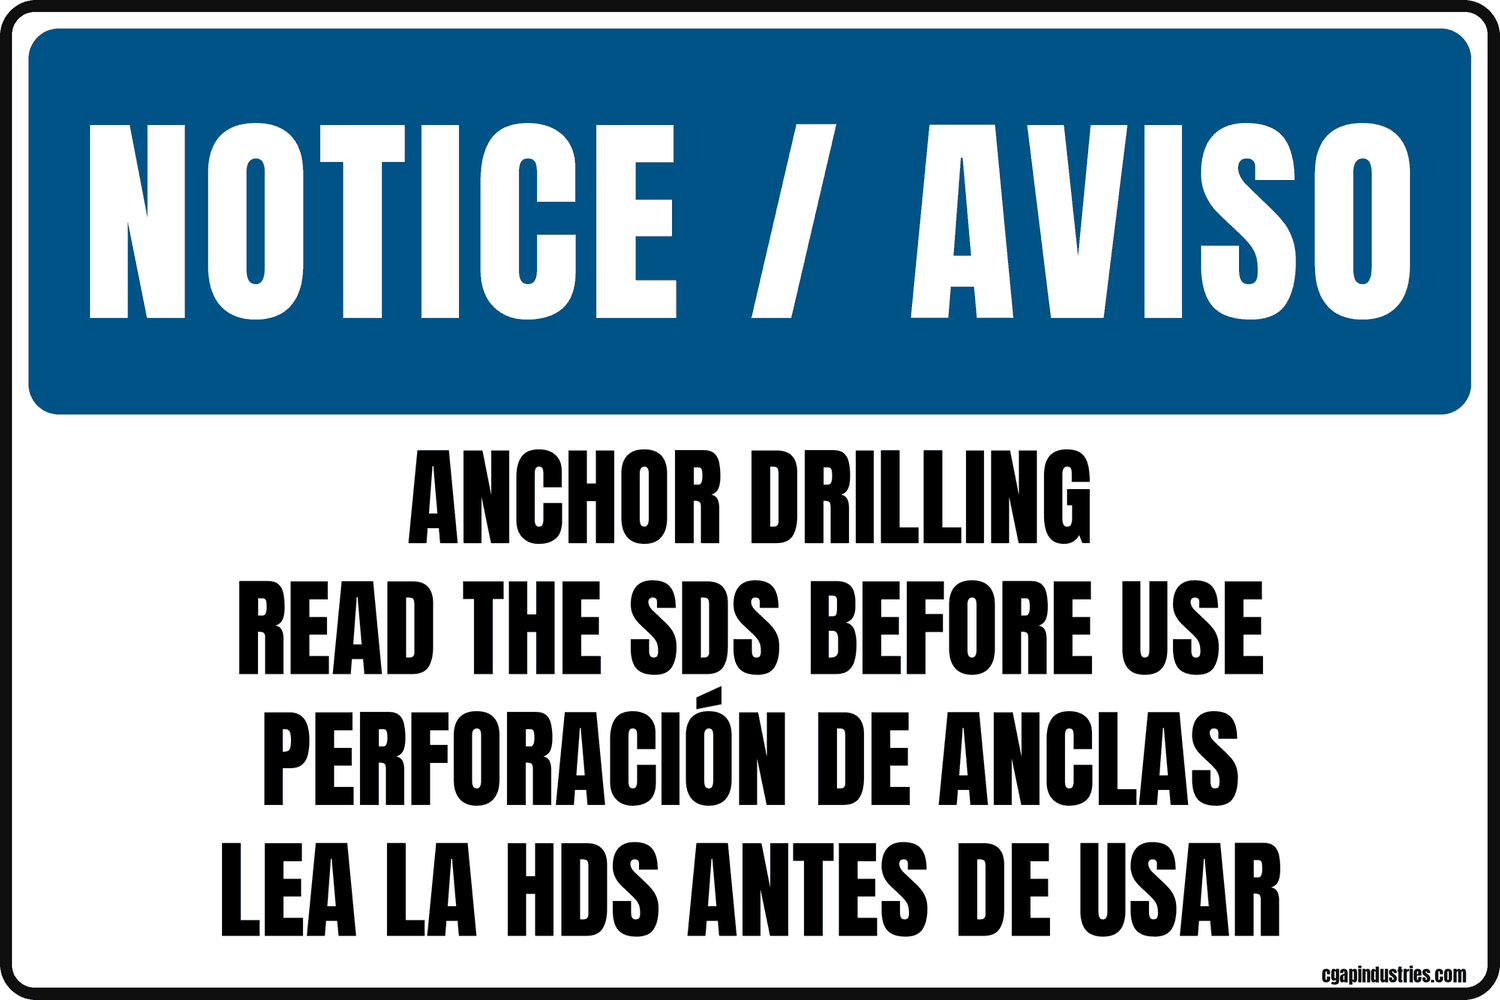 NOTICE / AVISO
ANCHOR DRILLING
READ THE SDS BEFORE USE
PERFORACIÓN DE ANCLAS
LEA LA HDS ANTES DE USAR
cgapindustries.com